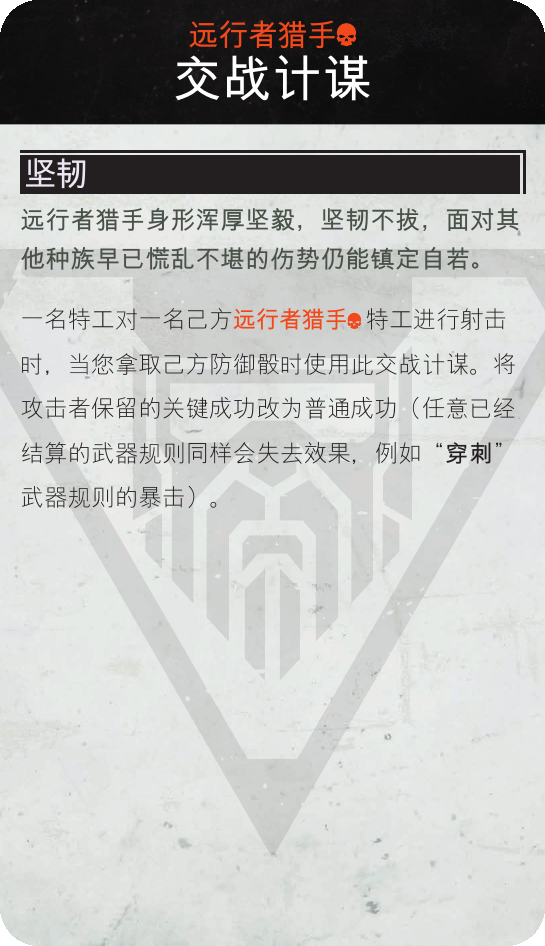 远行者猎手
交战计谋
坚韧
远行者猎手身形浑厚坚毅，坚韧不拔，面对其
他种族早已慌乱不堪的伤势仍能镇定自若。
一名特工对一名己方远行者猎手特工进行射击
时，当您拿取己方防御骰时使用此交战计谋。将
攻击者保留的关键成功改为普通成功（任意已经
结算的武器规则同样会失去效果，例如“穿刺”
武器规则的暴击）。